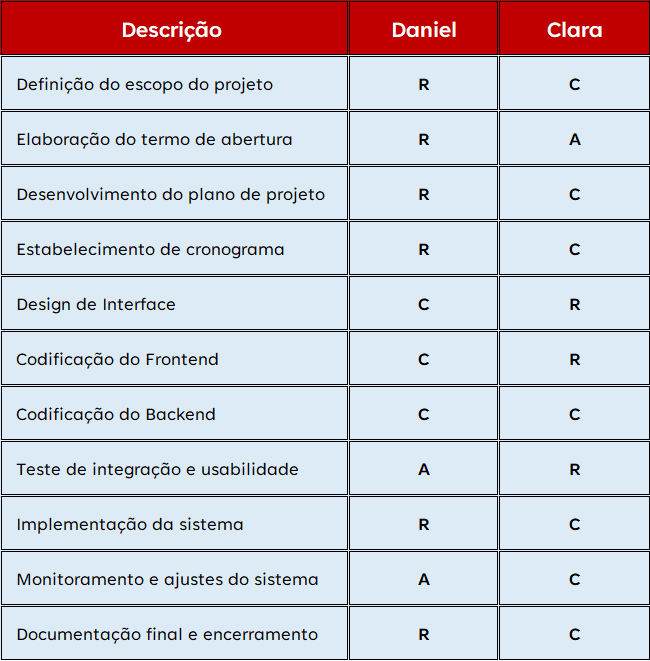 Descrição Daniel Clara
Definição do escopo do projeto R C
Elaboração do termo de abertura R A
Desenvolvimento do plano de projeto R C
Estabelecimento de cronograma R C
Design de Interface C R
Codificação do Frontend C R
Codificação do Backend C C
Teste de integração e usabilidade A R
Implementação da sistema R C
Monitoramento e ajustes do sistema A C
Documentação final e encerramento R C